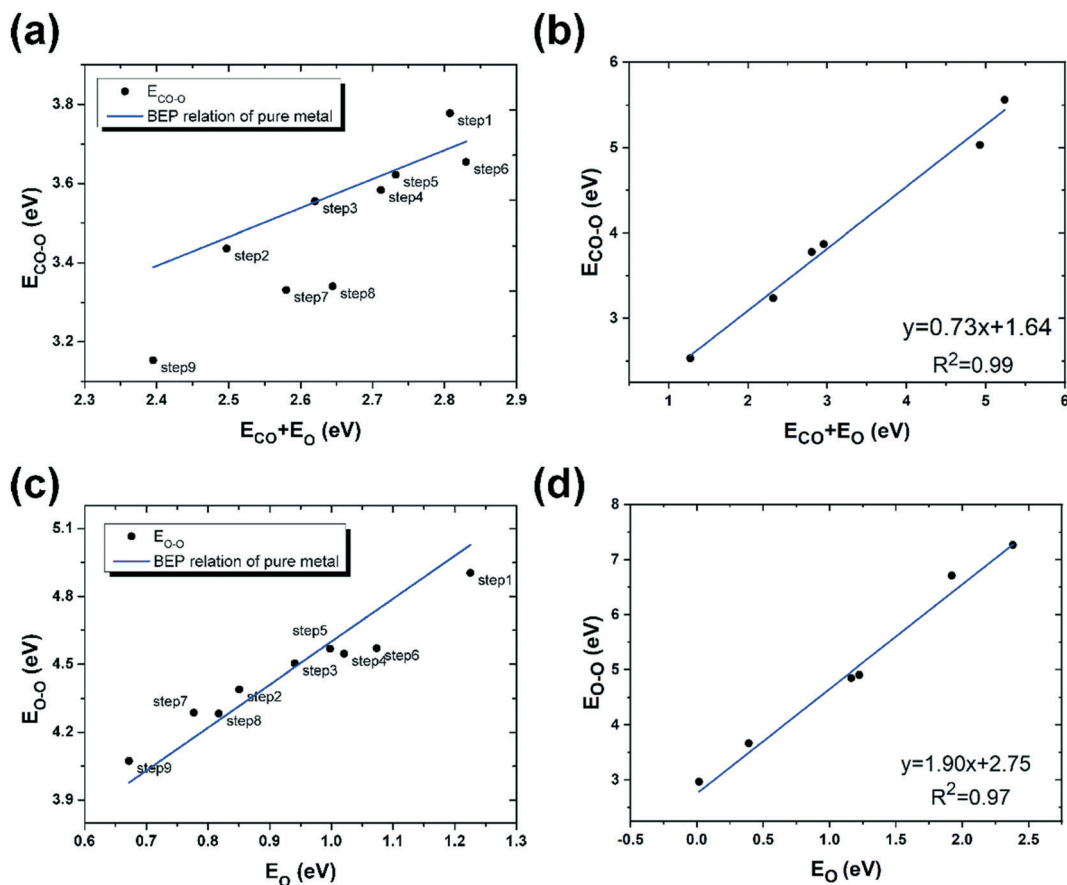 (a)
E_CO-O
BEP relation of pure metal
step1
step6
step5
step4
step3
step2
step7
step8
step9
3.8
3.6
3.4
3.2
2.3 2.4 2.5 2.6 2.7 2.8 2.9
E_CO-O (eV)
E_CO+E_O (eV)
(b)
6
5
4
3
1 2 3 4 5 6
y=0.73x+1.64
R²=0.99
E_CO-O (eV)
E_CO+E_O (eV)
(c)
E_O-O
BEP relation of pure metal
step1
step5
step6
step4
step3
step2
step7
step8
step9
5.1
4.8
4.5
4.2
3.9
0.6 0.7 0.8 0.9 1.0 1.1 1.2 1.3
E_O-O (eV)
E_O (eV)
(d)
8
7
6
5
4
3
-0.5 0.0 0.5 1.0 1.5 2.0 2.5
y=1.90x+2.75
R²=0.97
E_O-O (eV)
E_O (eV)